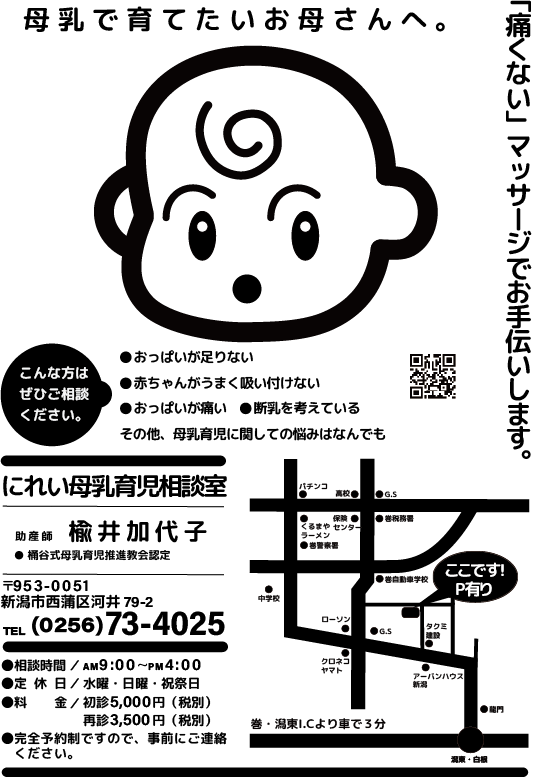 母乳で育てたいお母さんへ。
「痛くない」マッサージでお手伝いします。
こんな方は
ぜひご相談
ください。
●おっぱいが足りない
●赤ちゃんがうまく吸い付けない
●おっぱいが痛い ●断乳を考えている
その他、母乳育児に関しての悩みはなんでも
にれい母乳育児相談室
助産師 楡井加代子
●桶谷式母乳育児推進教会認定
〒953-0051
新潟市西蒲区河井79-2
TEL (0256)73-4025
●相談時間／AM9:00～PM4:00
●定休日／水曜・日曜・祝祭日
●料金／初診5,000円（税別）
再診3,500円（税別）
●完全予約制ですので、事前にご連絡
ください。
パチンコ
高校
G.S
くるまや
ラーメン
保険
センター
巻税務署
巻警察署
巻自動車学校
ここです!
P有り
中学校
ローソン
G.S
タクミ
建設
クロネコ
ヤマト
アーバンハウス
新潟
龍門
巻・潟東I.Cより車で３分
潟東・白根